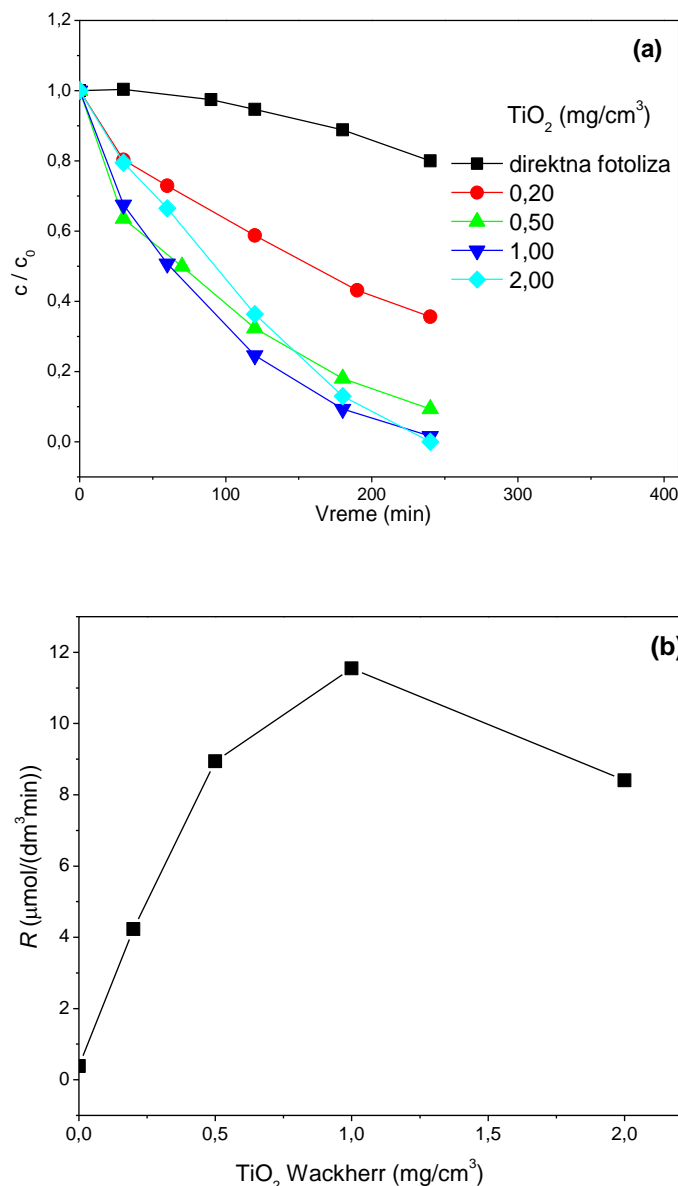 1,2
(a)
1,0
TiO2 (mg/cm3)
0,8
direktna fotoliza
0,20
0,6
0,50
1,00
0,4
2,00
0,2
0,0
c / c0
0 100 200 300 400
Vreme (min)
12
(b)
10
8
6
4
2
0
R (μmol/(dm3min))
0,0 0,5 1,0 1,5 2,0
TiO2 Wackherr (mg/cm3)